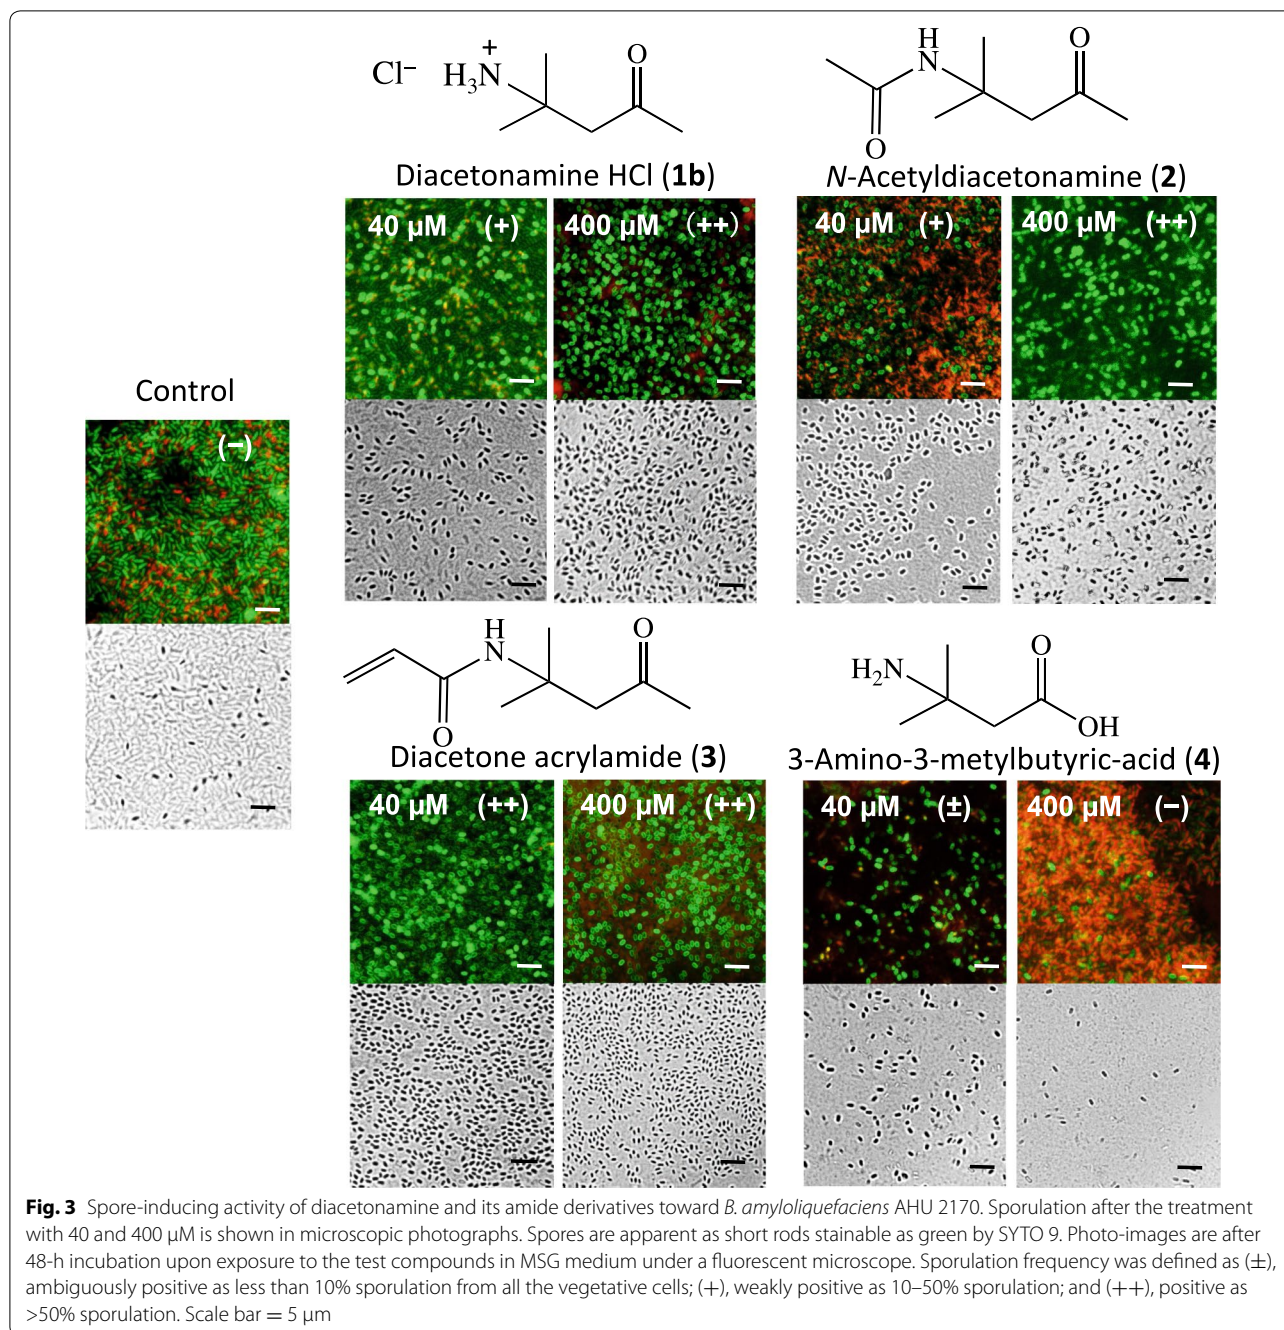 Cl⁻ H₃N⁺ O
Diacetonamine HCl (1b)
40 µM (+) 400 µM (++)
H
N O
O
N-Acetyldiacetonamine (2)
40 µM (+) 400 µM (++)
Control
(−)
H
N O
O
Diacetone acrylamide (3)
40 µM (++) 400 µM (++)
H₂N O
OH
3-Amino-3-metylbutyric-acid (4)
40 µM (±) 400 µM (−)
Fig. 3 Spore-inducing activity of diacetonamine and its amide derivatives toward B. amyloliquefaciens AHU 2170. Sporulation after the treatment
with 40 and 400 µM is shown in microscopic photographs. Spores are apparent as short rods stainable as green by SYTO 9. Photo-images are after
48-h incubation upon exposure to the test compounds in MSG medium under a fluorescent microscope. Sporulation frequency was defined as (±),
ambiguously positive as less than 10% sporulation from all the vegetative cells; (+), weakly positive as 10–50% sporulation; and (++), positive as
>50% sporulation. Scale bar = 5 µm